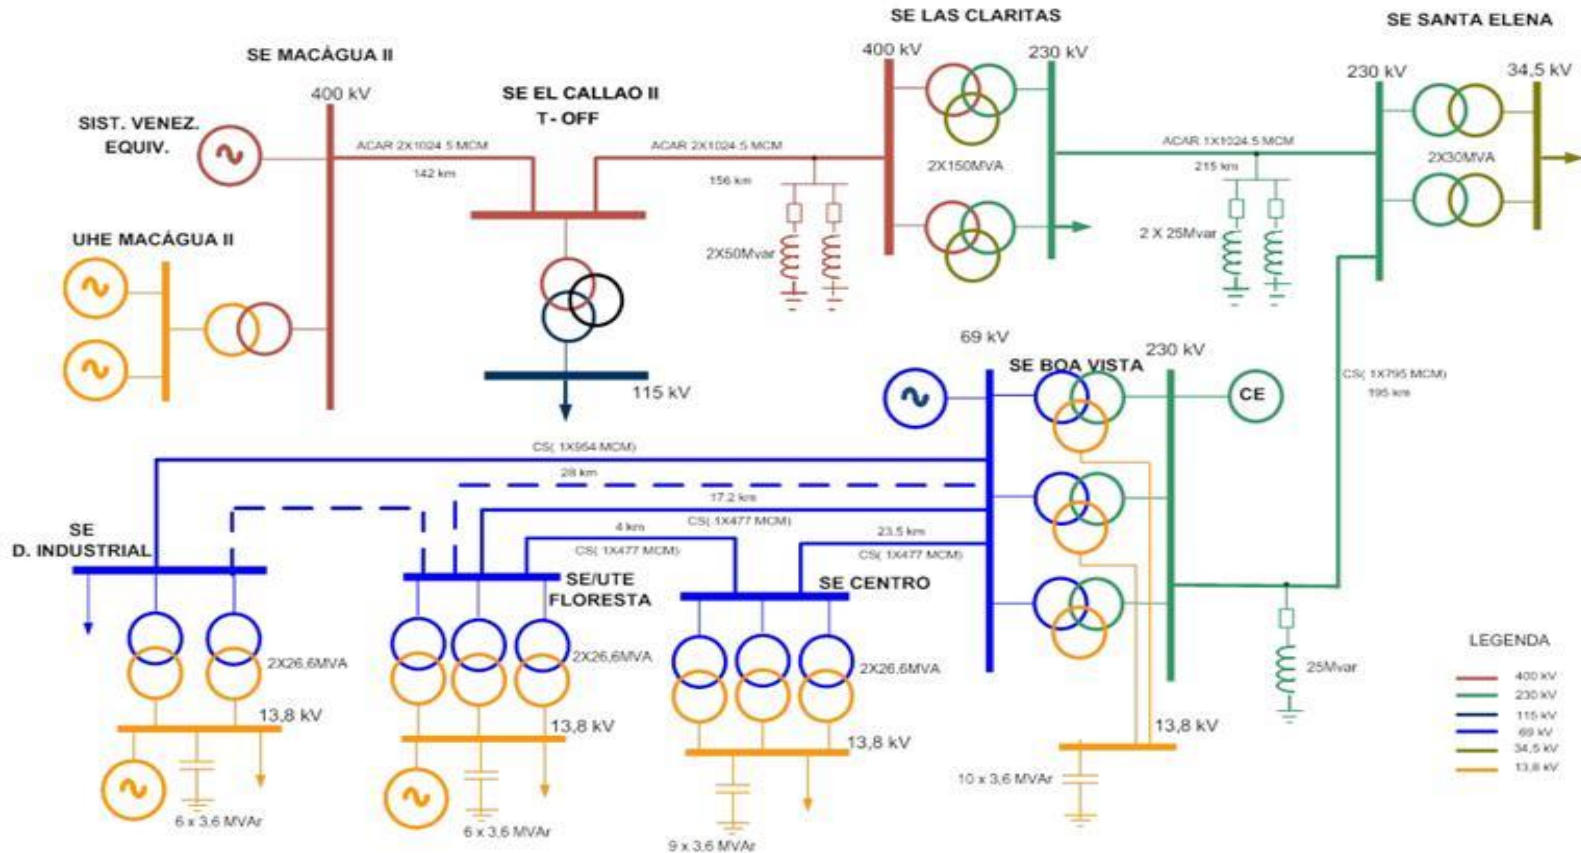 SE LAS CLARITAS
SE SANTA ELENA
SE MACÁGUA II
400 kV
230 kV
230 kV
34,5 kV
400 kV
SE EL CALLAO II
T - OFF
SIST. VENEZ.
EQUIV.
ACAR 2X1024.5 MCM
142 km
ACAR 2X1024.5 MCM
156 km
2X150MVA
ACAR 1X1024.5 MCM
215 km
2X30MVA
UHE MACÁGUA II
2X50Mvar
2 X 25Mvar
69 kV
SE BOA VISTA
230 kV
115 kV
CE
CS( 1X795 MCM)
195 km
CS( 1X954 MCM)
28 km
17.2 km
CS( 1X477 MCM)
4 km
CS( 1X477 MCM)
23,5 km
CS( 1X477 MCM)
SE
D. INDUSTRIAL
SE/UTE
FLORESTA
SE CENTRO
2X26,6MVA
2X26,6MVA
2X26,6MVA
25Mvar
13,8 kV
13,8 kV
13,8 kV
13,8 kV
6 x 3,6 MVAr
6 x 3,6 MVAr
9 x 3,6 MVAr
10 x 3,6 MVAr
LEGENDA
400 kV
230 kV
115 kV
69 kV
34,5 kV
13,8 kV